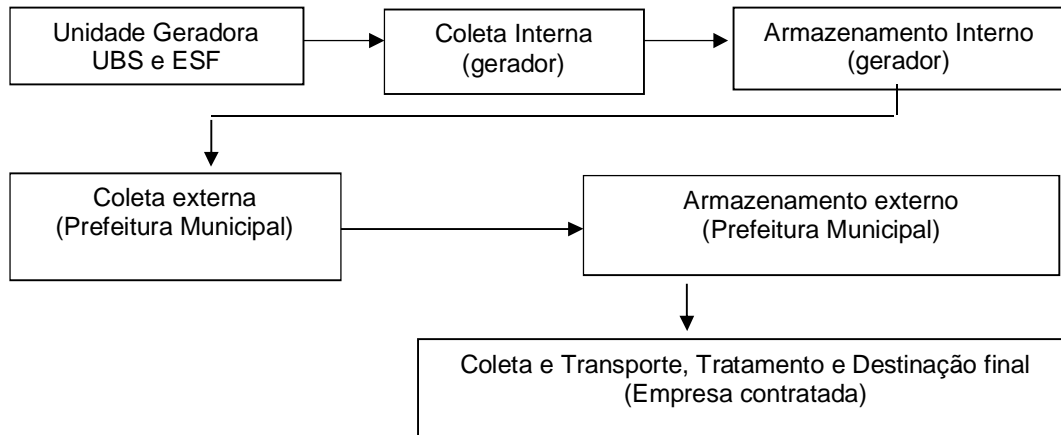 Unidade Geradora
UBS e ESF
Coleta Interna
(gerador)
Armazenamento Interno
(gerador)
Coleta externa
(Prefeitura Municipal)
Armazenamento externo
(Prefeitura Municipal)
Coleta e Transporte, Tratamento e Destinação final
(Empresa contratada)